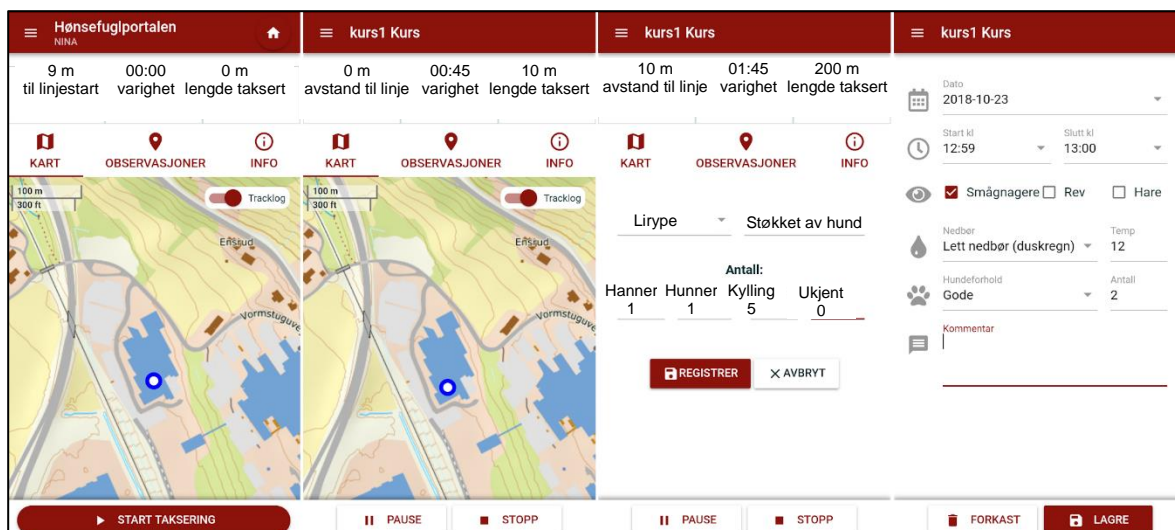 Hønsefuglportalen
NINA
9 m
til linjestart
00:00
varighet
0 m
lengde taksert
KART
OBSERVASJONER
INFO
100 m
300 ft
Tracklog
Ensrud
Vormstuguve
START TAKSERING
kurs1 Kurs
0 m
avstand til linje
00:45
varighet
10 m
lengde taksert
KART
OBSERVASJONER
INFO
100 m
300 ft
Tracklog
Ensrud
Vormstuguve
PAUSE
STOPP
kurs1 Kurs
10 m
avstand til linje
01:45
varighet
200 m
lengde taksert
KART
OBSERVASJONER
INFO
Lirype
Støkket av hund
Antall:
Hanner Hunner Kylling Ukjent
1 1 5 0
REGISTRER
AVBRYT
PAUSE
STOPP
kurs1 Kurs
Dato
2018-10-23
Start kl
12:59
Slutt kl
13:00
Smågnagere
Rev
Hare
Nedbør
Lett nedbør (duskregn)
Temp
12
Hundeforhold
Gode
Antall
2
Kommentar
FORKAST
LAGRE